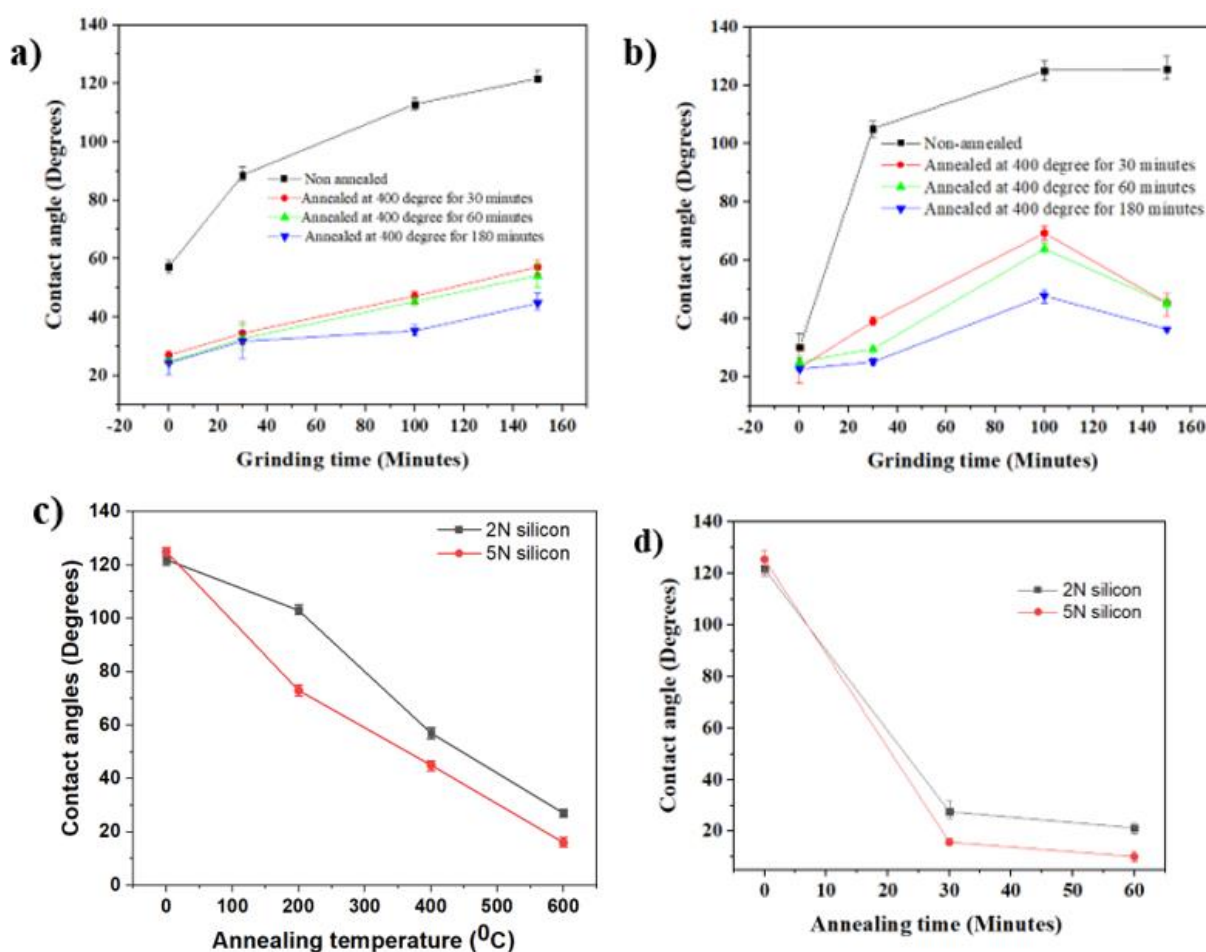 a)
140
120
100
80
60
40
20
Contact angle (Degrees)
Non annealed
Annealed at 400 degree for 30 minutes
Annealed at 400 degree for 60 minutes
Annealed at 400 degree for 180 minutes
-20 0 20 40 60 80 100 120 140 160
Grinding time (Minutes)
b)
140
120
100
80
60
40
20
Contact angle (Degrees)
Non-annealed
Annealed at 400 degree for 30 minutes
Annealed at 400 degree for 60 minutes
Annealed at 400 degree for 180 minutes
-20 0 20 40 60 80 100 120 140 160
Grinding time (Minutes)
c)
140
120
100
80
60
40
20
0
Contact angles (Degrees)
2N silicon
5N silicon
0 100 200 300 400 500 600
Annealing temperature (⁰C)
d)
140
120
100
80
60
40
20
Contact angle (Degrees)
2N silicon
5N silicon
0 10 20 30 40 50 60
Annealing time (Minutes)